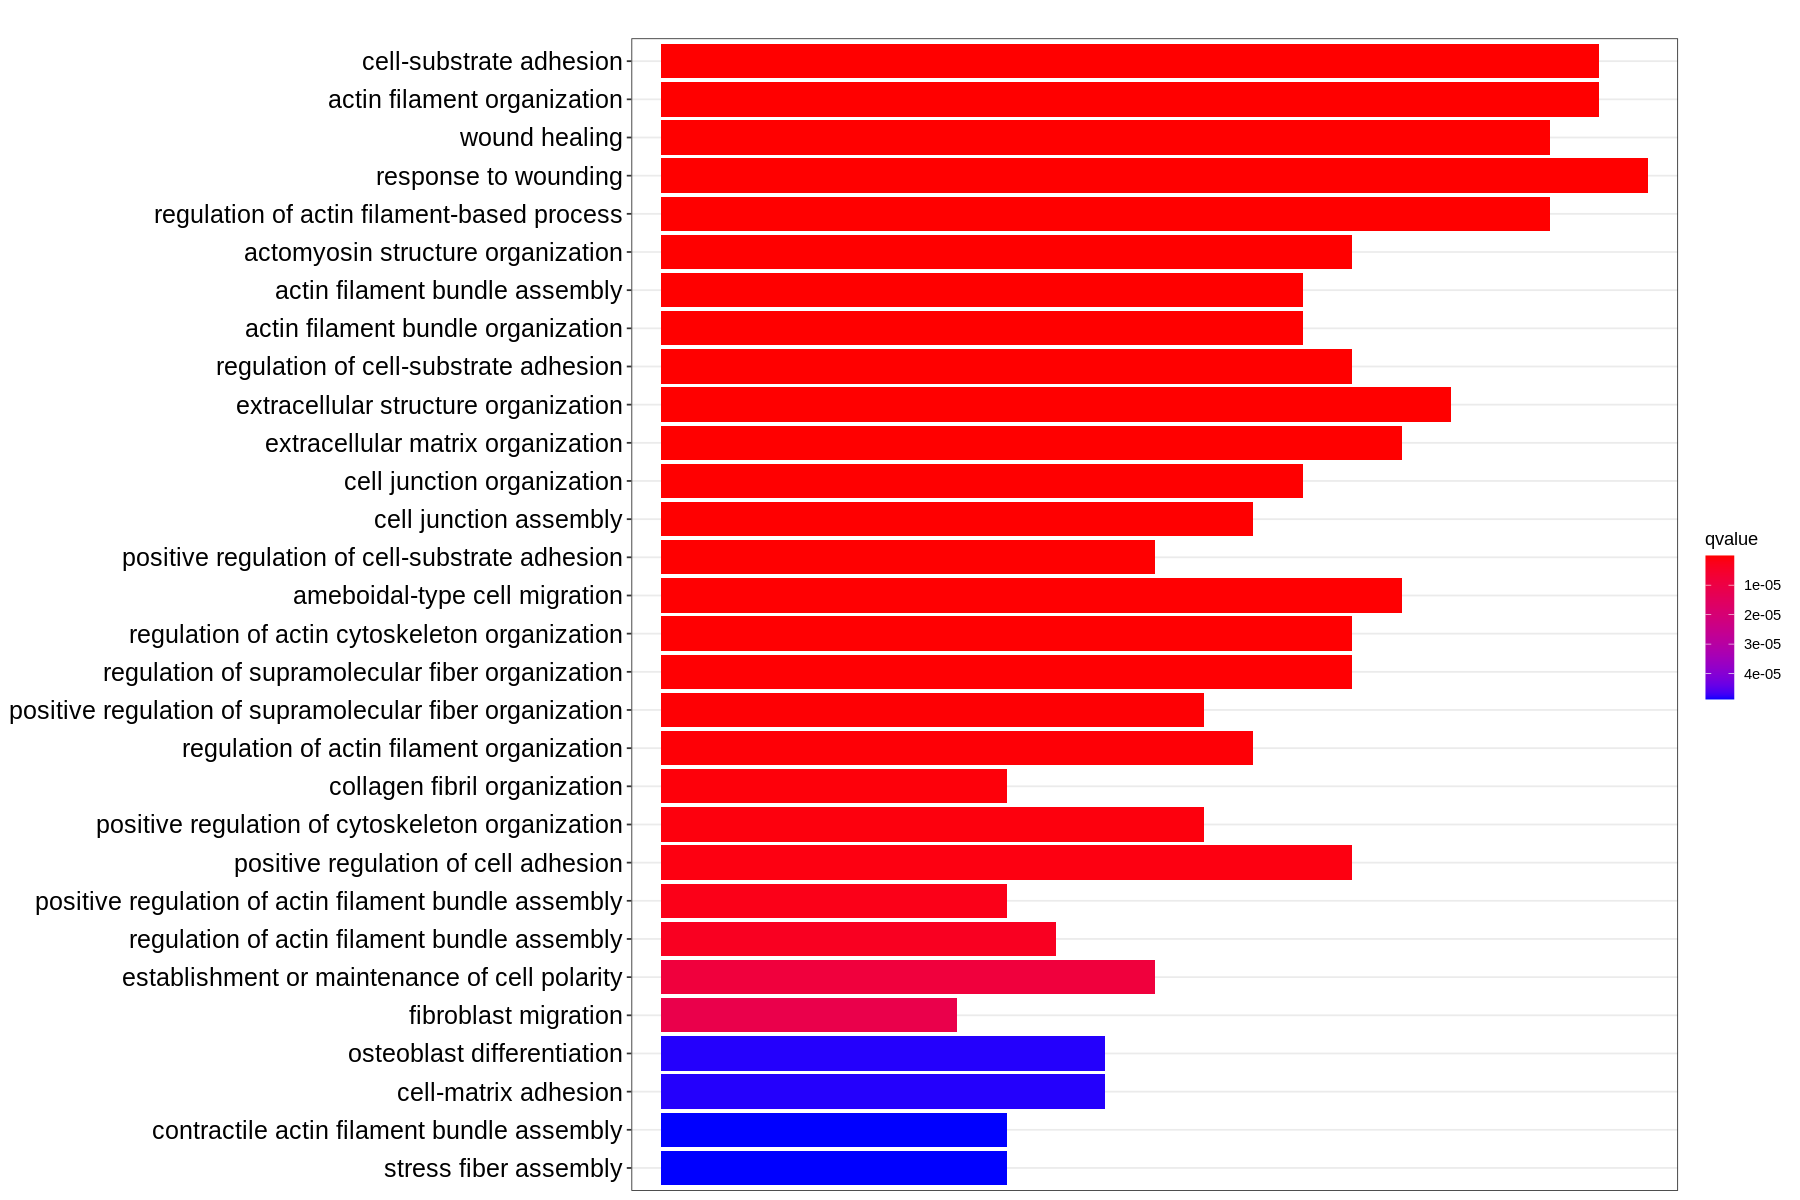 cell-substrate adhesion
actin filament organization
wound healing
response to wounding
regulation of actin filament-based process
actomyosin structure organization
actin filament bundle assembly
actin filament bundle organization
regulation of cell-substrate adhesion
extracellular structure organization
extracellular matrix organization
cell junction organization
cell junction assembly
positive regulation of cell-substrate adhesion
ameboidal-type cell migration
regulation of actin cytoskeleton organization
regulation of supramolecular fiber organization
positive regulation of supramolecular fiber organization
regulation of actin filament organization
collagen fibril organization
positive regulation of cytoskeleton organization
positive regulation of cell adhesion
positive regulation of actin filament bundle assembly
regulation of actin filament bundle assembly
establishment or maintenance of cell polarity
fibroblast migration
osteoblast differentiation
cell-matrix adhesion
contractile actin filament bundle assembly
stress fiber assembly
qvalue
1e-05
2e-05
3e-05
4e-05